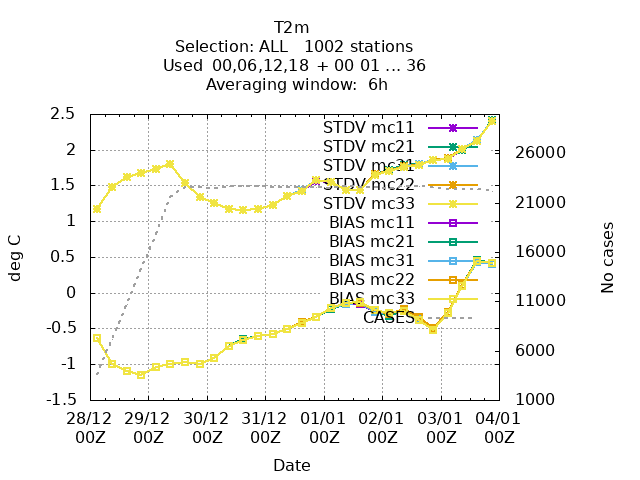 T2m
Selection: ALL 1002 stations
Used 00,06,12,18 + 00 01 ... 36
Averaging window: 6h
2.5
2
1.5
1
0.5
0
-0.5
-1
-1.5
deg C
26000
21000
16000
11000
6000
1000
No cases
STDV mc11
STDV mc21
STDV mc31
STDV mc22
STDV mc33
BIAS mc11
BIAS mc21
BIAS mc31
BIAS mc22
BIAS mc33
CASES
28/12 29/12 30/12 31/12 01/01 02/01 03/01 04/01
00Z 00Z 00Z 00Z 00Z 00Z 00Z 00Z
Date